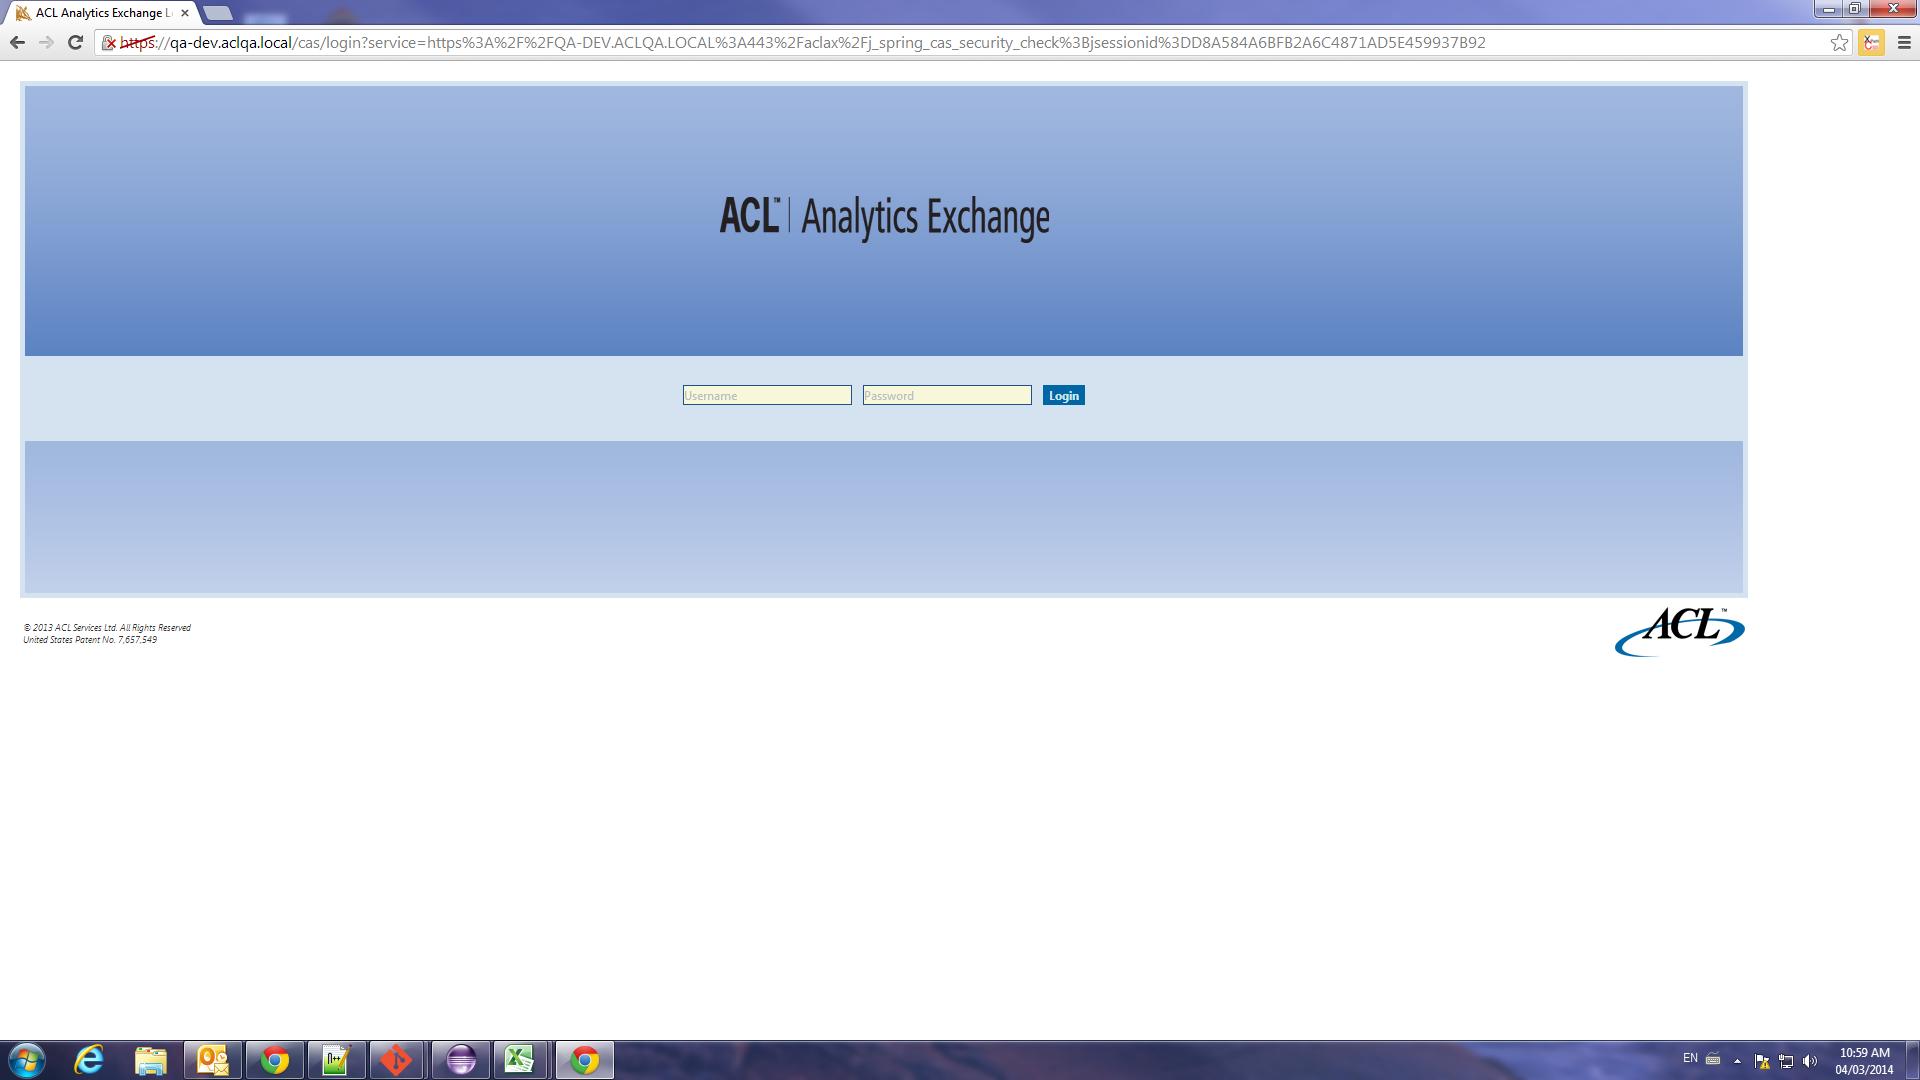 ACL Analytics Exchange L
https://qa-dev.aclqa.local/cas/login?service=https%3A%2F%2FQA-DEV.ACLQA.LOCAL%3A443%2Faclax%2Fj_spring_cas_security_check%3Bjsessionid%3DD8A584A6BFB2A6C4871AD5E459937B92
ACL™ | Analytics Exchange
Username Password Login
© 2013 ACL Services Ltd. All Rights Reserved
United States Patent No. 7,657,549
ACL™
EN
10:59 AM
04/03/2014